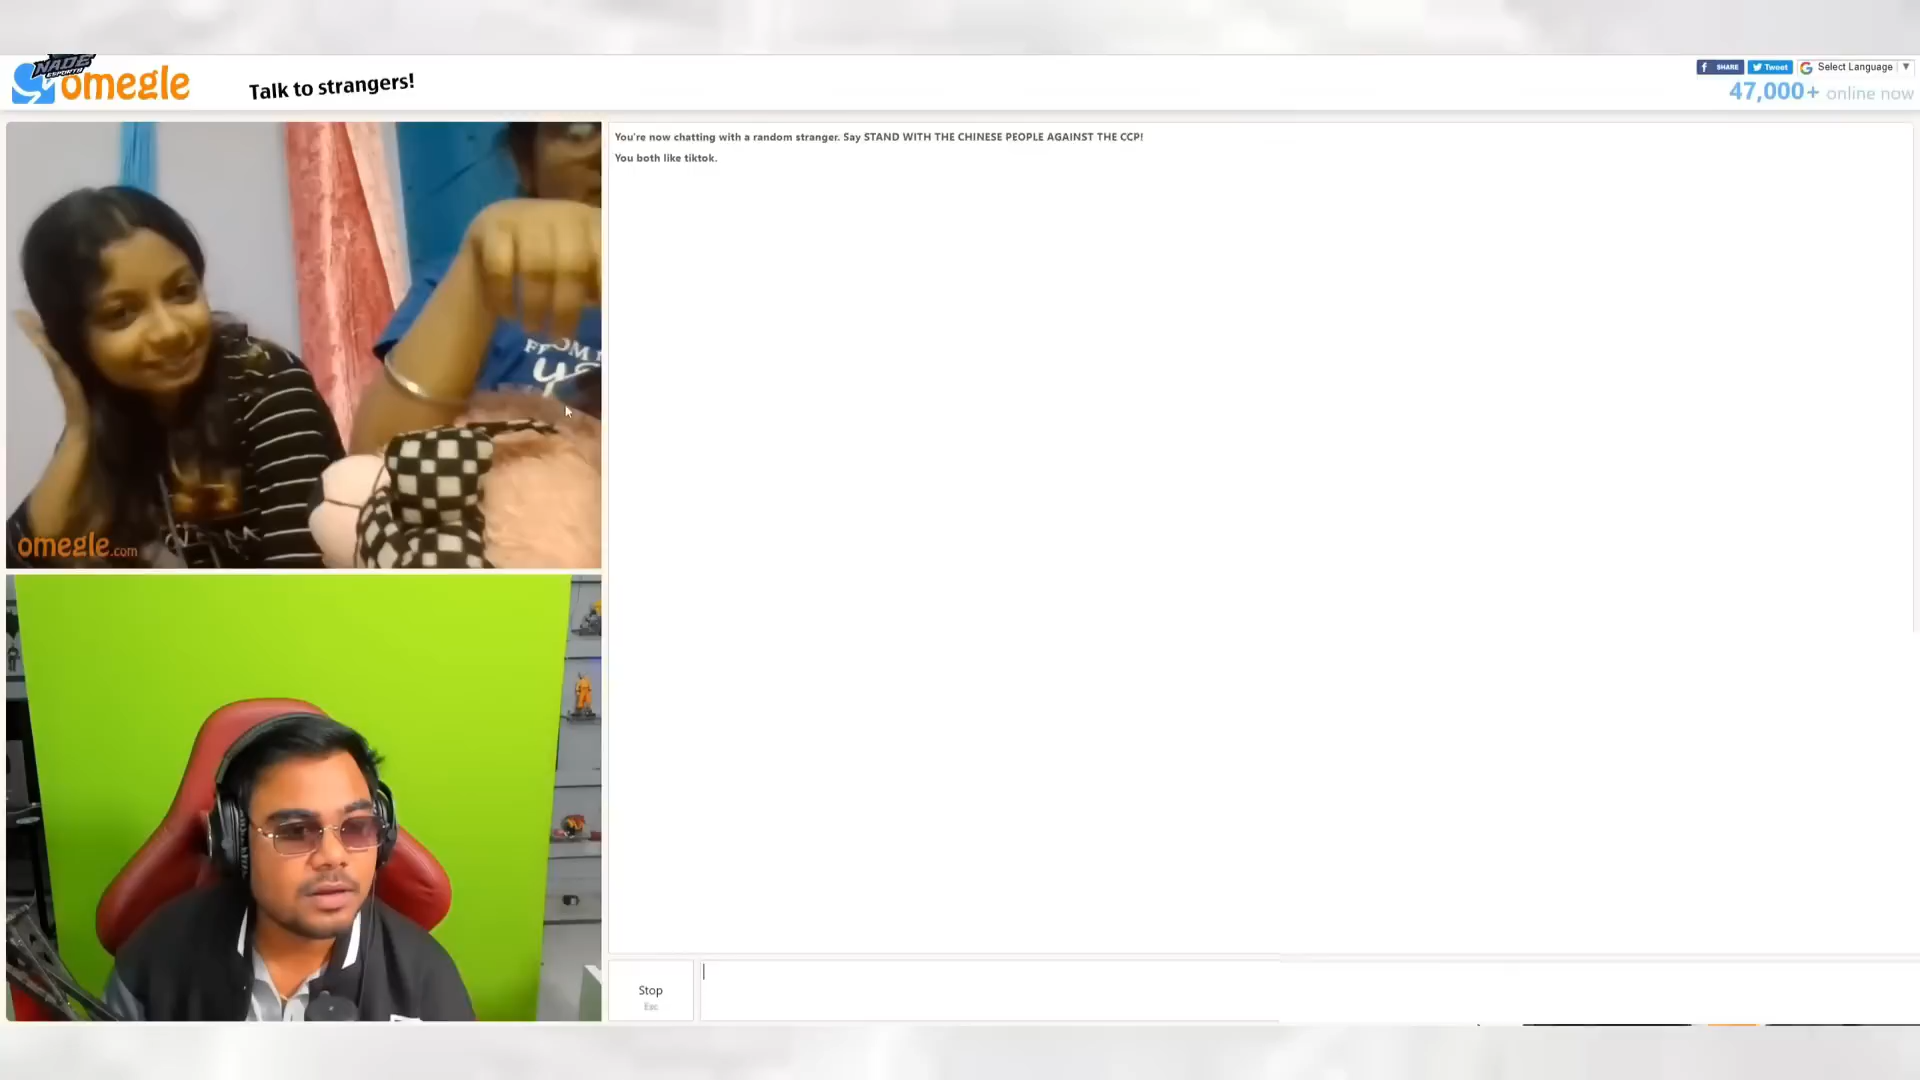 NADE
ESPORTS
omegle
Talk to strangers!
SHARE
Tweet
Select Language
47,000+ online now
You're now chatting with a random stranger. Say STAND WITH THE CHINESE PEOPLE AGAINST THE CCP!
You both like tiktok.
FROM
omegle.com
Stop
Esc